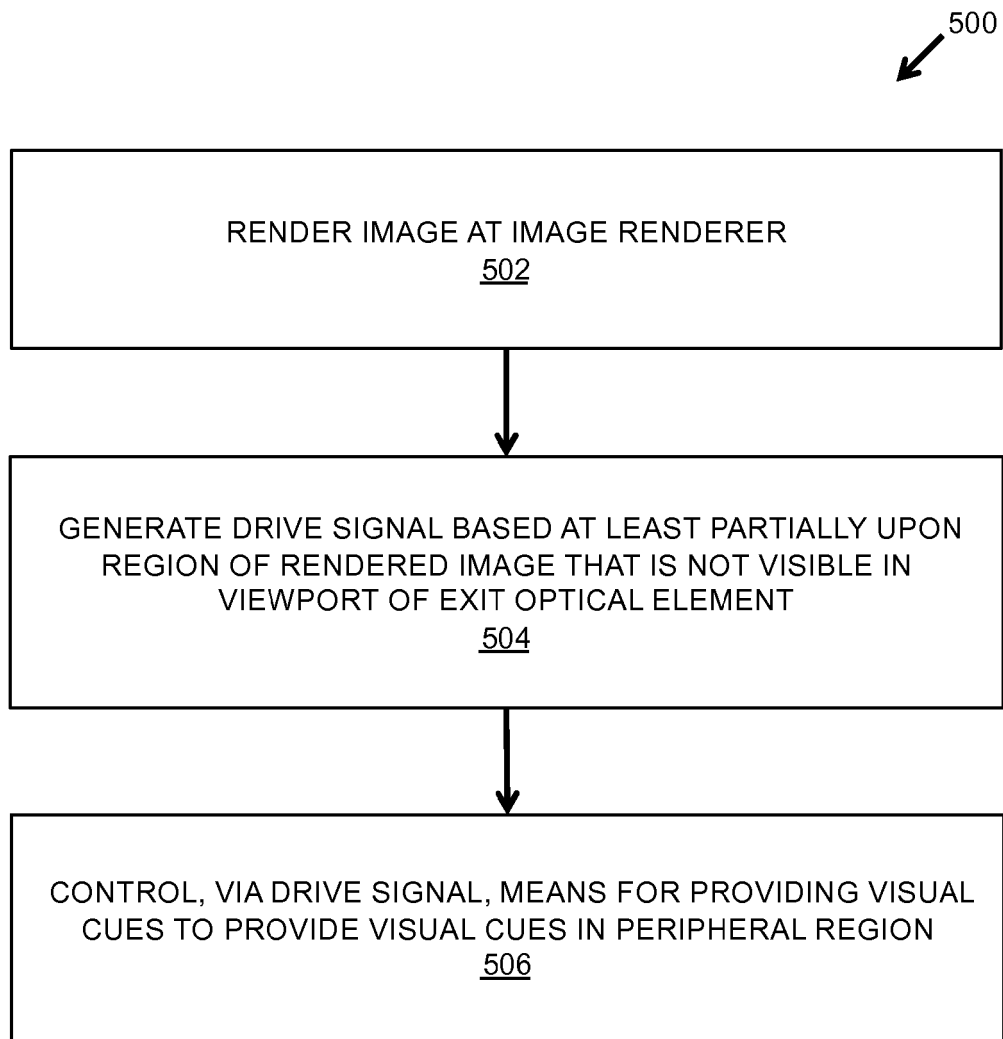 500
RENDER IMAGE AT IMAGE RENDERER
502
GENERATE DRIVE SIGNAL BASED AT LEAST PARTIALLY UPON
REGION OF RENDERED IMAGE THAT IS NOT VISIBLE IN
VIEWPORT OF EXIT OPTICAL ELEMENT
504
CONTROL, VIA DRIVE SIGNAL, MEANS FOR PROVIDING VISUAL
CUES TO PROVIDE VISUAL CUES IN PERIPHERAL REGION
506